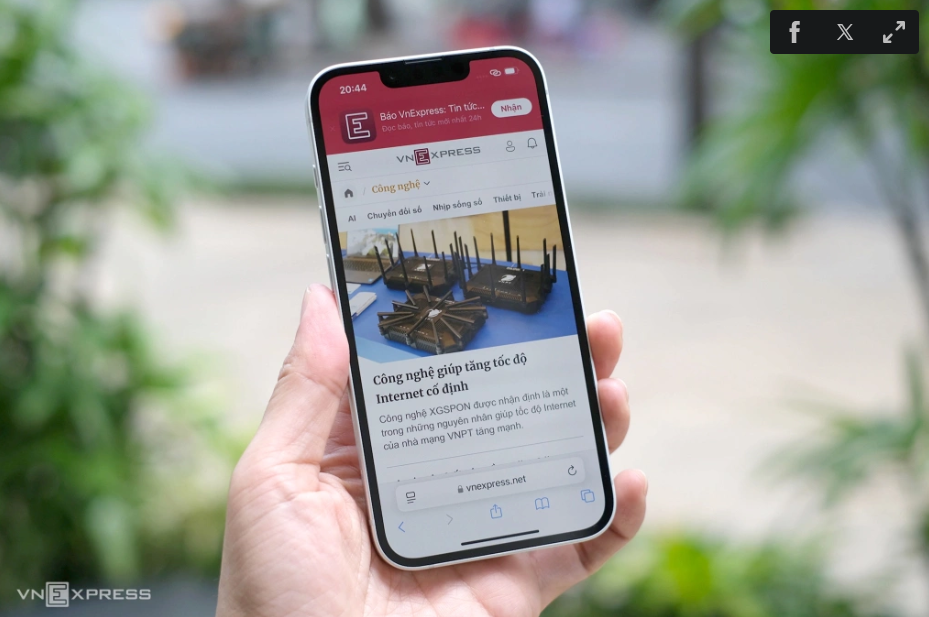 20:44
Báo VnExpress: Tin tức...
Đọc báo, tin tức mới nhất 24h
Nhận
VNEXPRESS
Công nghệ
AI Chuyển đổi số Nhịp sống số Thiết bị Trải
Công nghệ giúp tăng tốc độ
Internet cố định
Công nghệ XGSPON được nhận định là một
trong những nguyên nhân giúp tốc độ Internet
của nhà mạng VNPT tăng mạnh.
vnexpress.net
VNEXPRESS